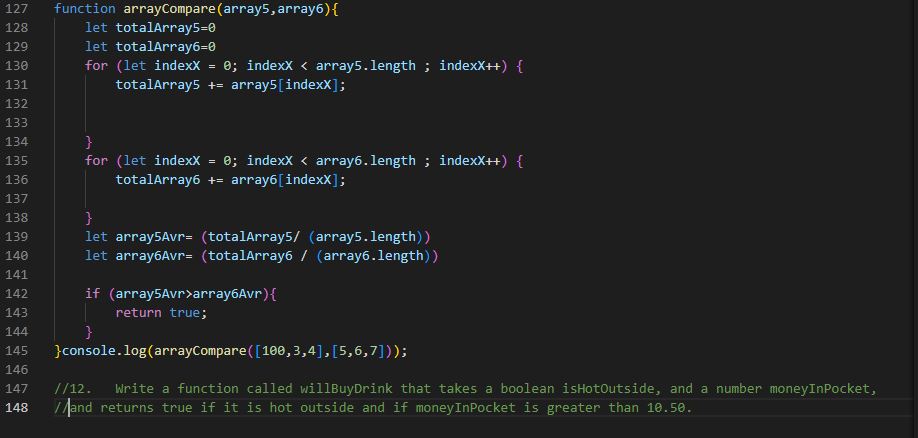 127 function arrayCompare(array5,array6){
128     let totalArray5=0
129     let totalArray6=0
130     for (let indexX = 0; indexX < array5.length ; indexX++) {
131         totalArray5 += array5[indexX];
132
133
134     }
135     for (let indexX = 0; indexX < array6.length ; indexX++) {
136         totalArray6 += array6[indexX];
137
138     }
139     let array5Avr= (totalArray5/ (array5.length))
140     let array6Avr= (totalArray6 / (array6.length))
141
142     if (array5Avr>array6Avr){
143         return true;
144     }
145 }console.log(arrayCompare([100,3,4],[5,6,7]));
146
147 //12.   Write a function called willBuyDrink that takes a boolean isHotOutside, and a number moneyInPocket,
148 //and returns true if it is hot outside and if moneyInPocket is greater than 10.50.